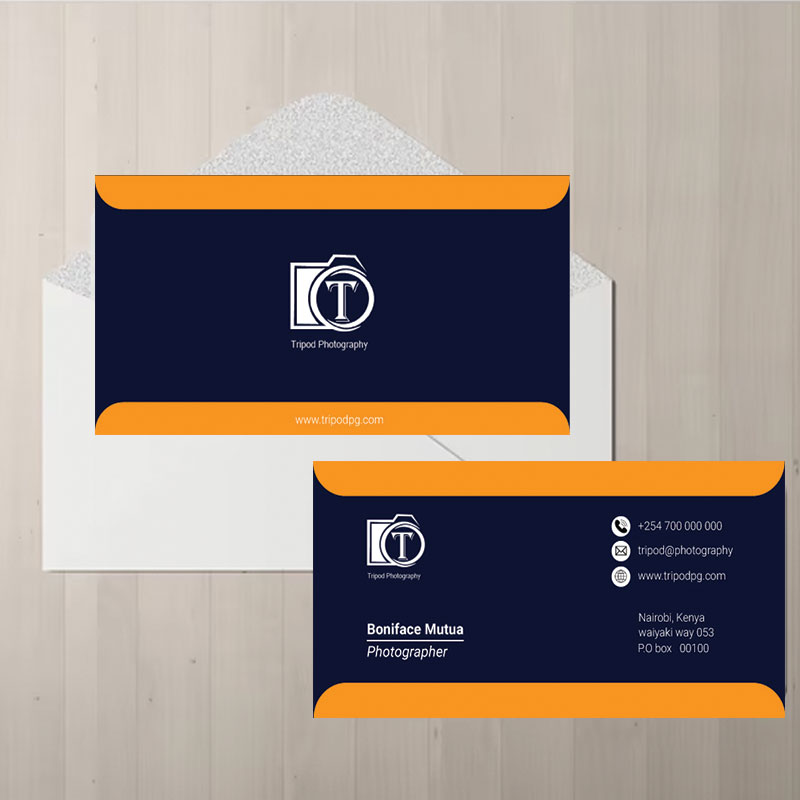 T
Tripod Photography
www.tripodpg.com
T
Tripod Photography
Boniface Mutua
Photographer
+254 700 000 000
tripod@photography
www.tripodpg.com
Nairobi, Kenya
waiyaki way 053
P.O box 00100